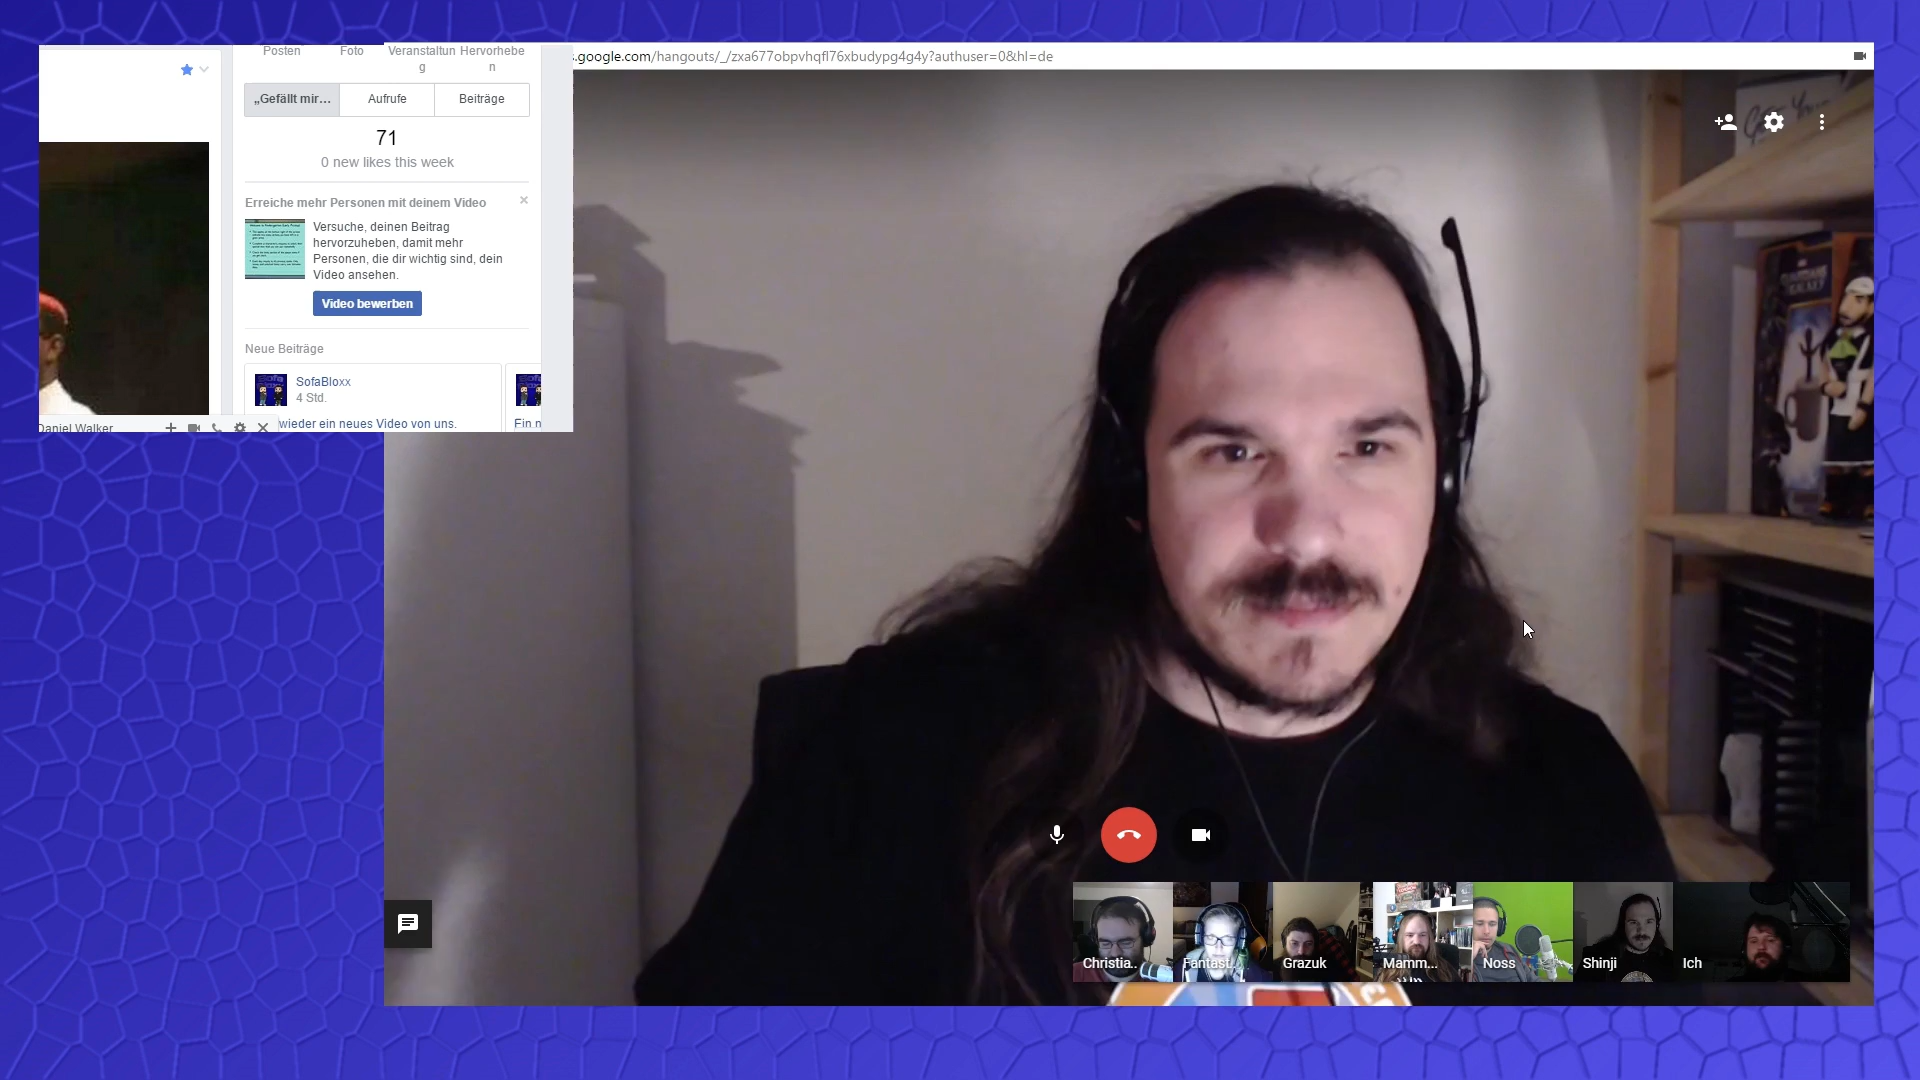 Posten
Foto
Veranstaltun
g
Hervorhebe
n
„Gefällt mir...
Aufrufe
Beiträge
71
0 new likes this week
Erreiche mehr Personen mit deinem Video
Versuche, deinen Beitrag
hervorzuheben, damit mehr
Personen, die dir wichtig sind, dein
Video ansehen.
Video bewerben
Neue Beiträge
SofaBloxx
4 Std.
wieder ein neues Video von uns.
Ein n
Daniel Walker
s.google.com/hangouts/_/zxa677obpvhqfl76xbudypg4g4y?authuser=0&hl=de
Christia..
Fantast...
Grazuk
Mamm...
Noss
Shinji
Ich